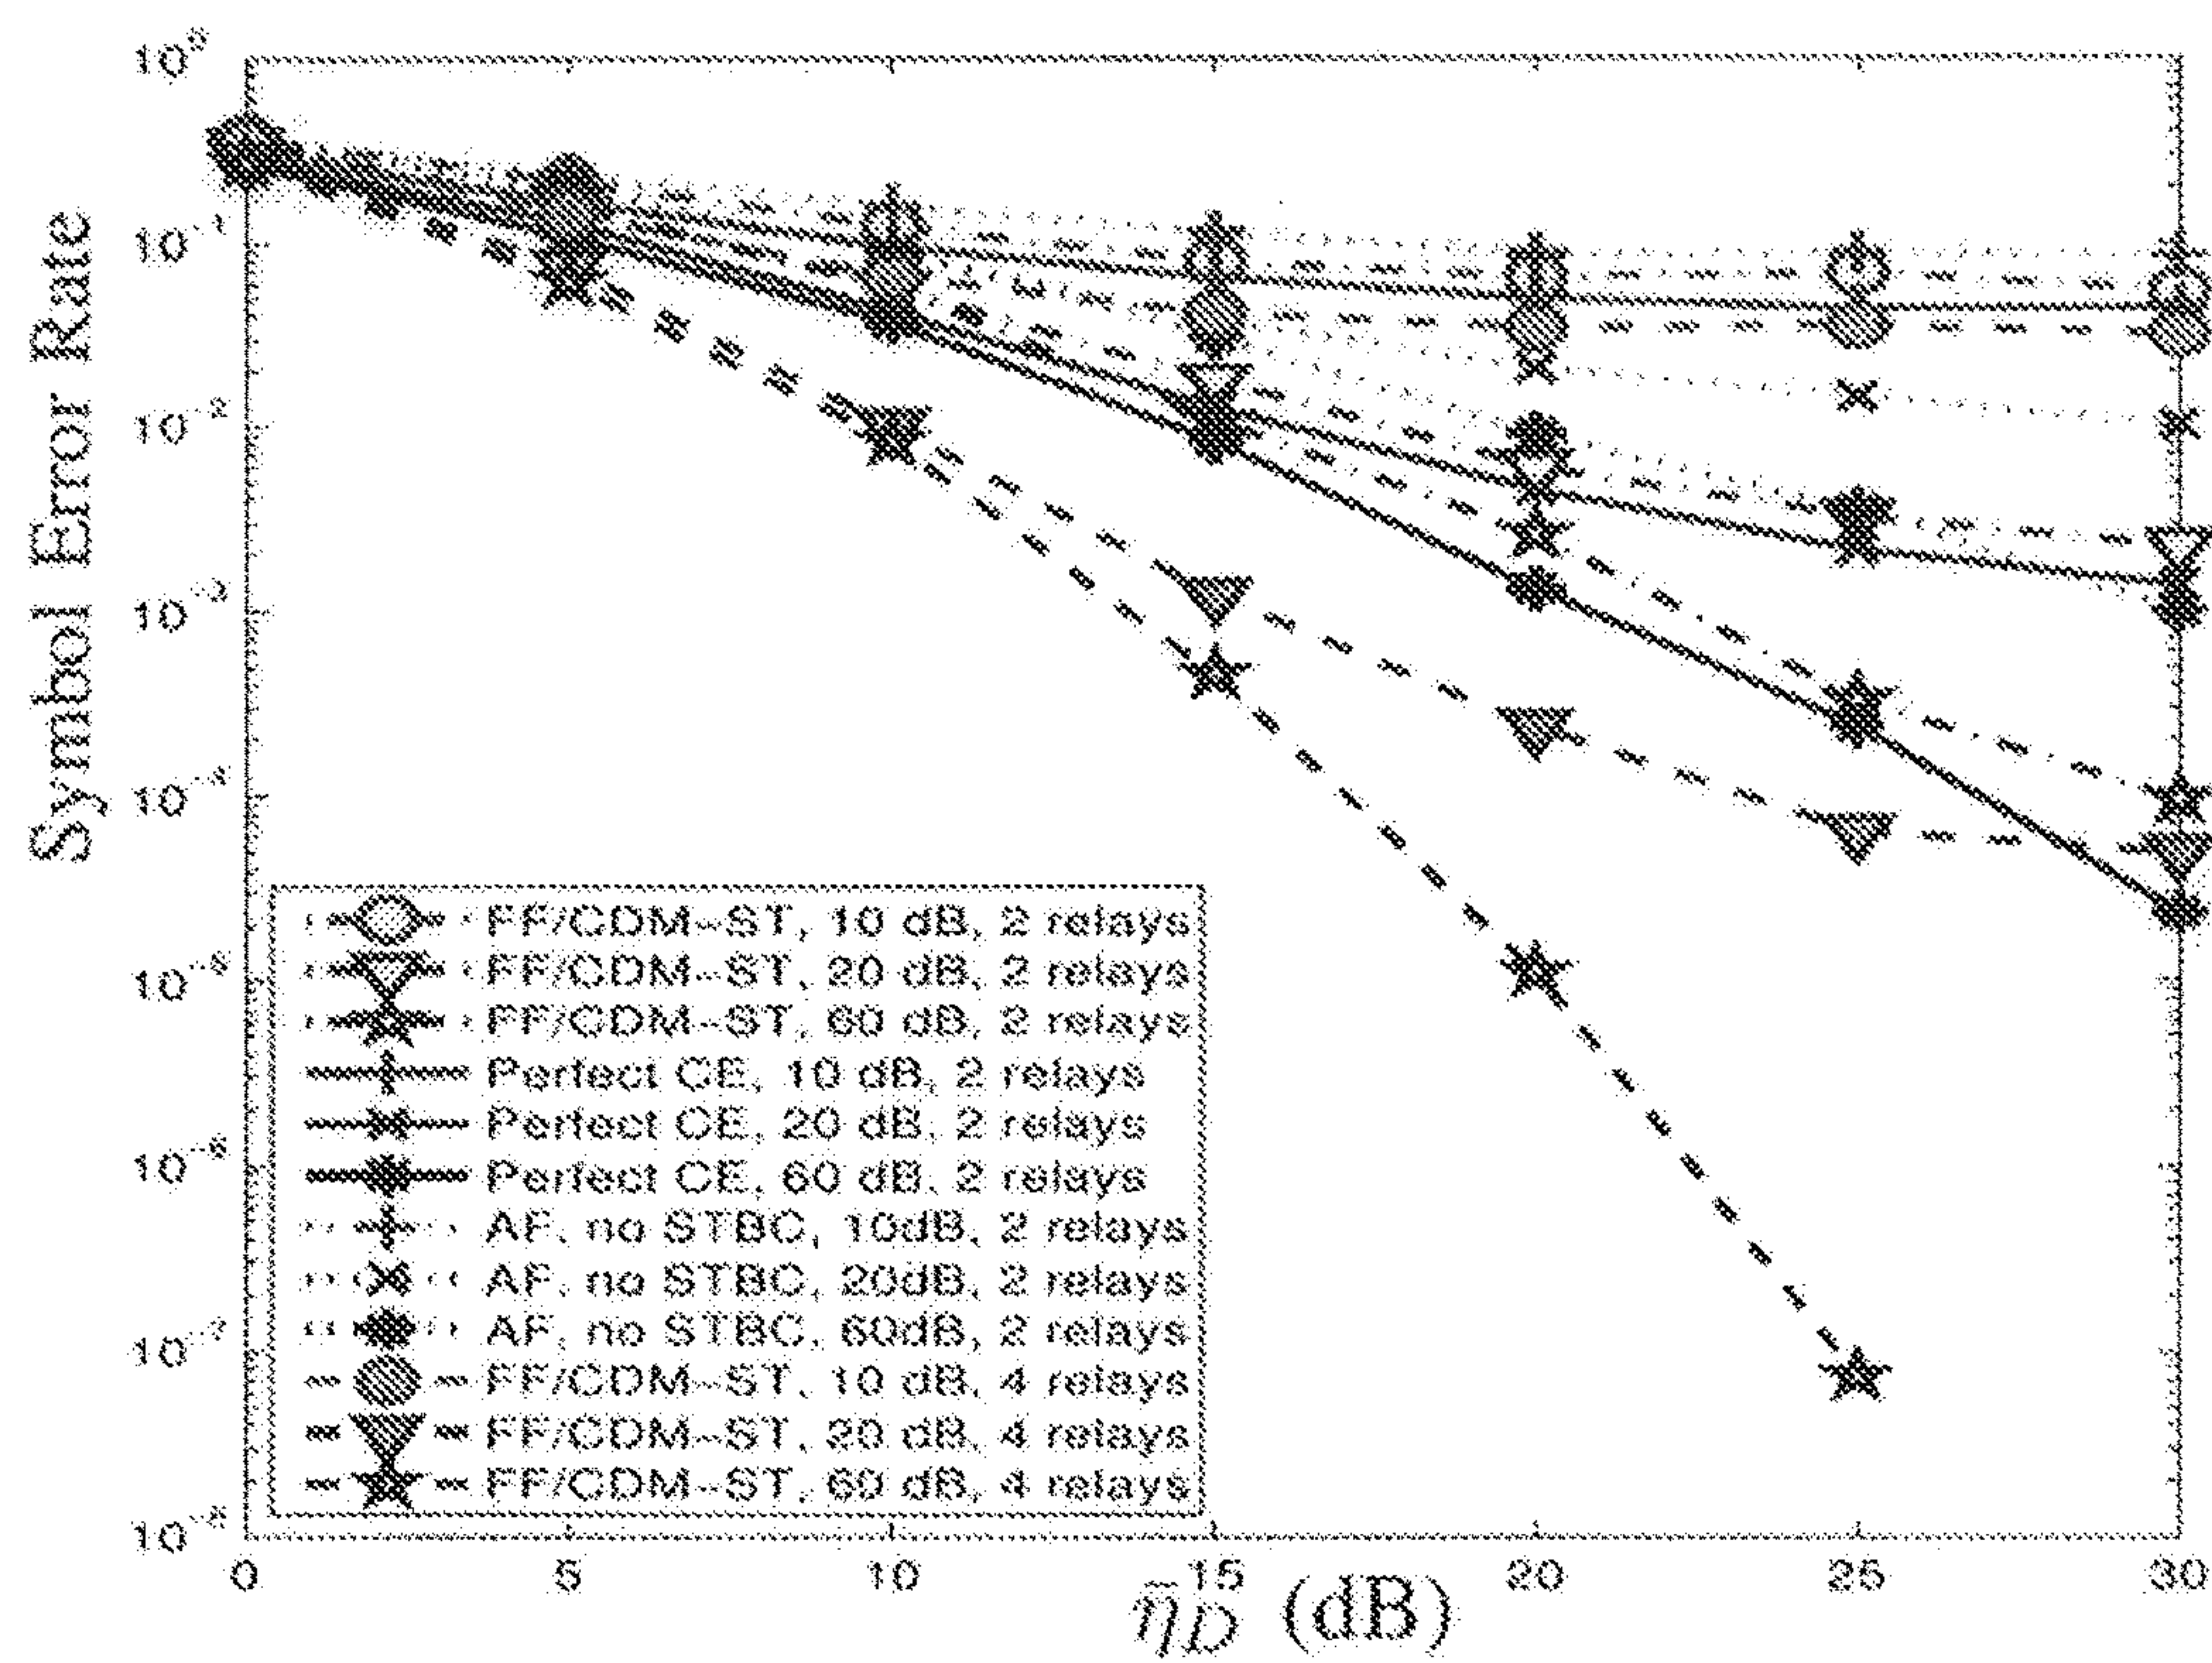 10⁰
10⁻¹
10⁻²
10⁻³
10⁻⁴
10⁻⁵
10⁻⁶
10⁻⁷
10⁻⁸
Symbol Error Rate
FF/CDM-ST, 10 dB, 2 relays
FF/CDM-ST, 20 dB, 2 relays
FF/CDM-ST, 60 dB, 2 relays
Perfect CE, 10 dB, 2 relays
Perfect CE, 20 dB, 2 relays
Perfect CE, 60 dB, 2 relays
AF, no STBC, 10dB, 2 relays
AF, no STBC, 20dB, 2 relays
AF, no STBC, 60dB, 2 relays
FF/CDM-ST, 10 dB, 4 relays
FF/CDM-ST, 20 dB, 4 relays
FF/CDM-ST, 60 dB, 4 relays
0 5 10 15 20 25 30
η̄_D (dB)